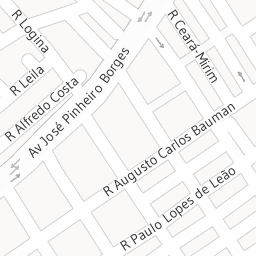 R Logina
R Ceará-Mirim
R Leila
R Alfredo Costa
Av José Pinheiro Borges
R Augusto Carlos Bauman
R Paulo Lopes de Leão